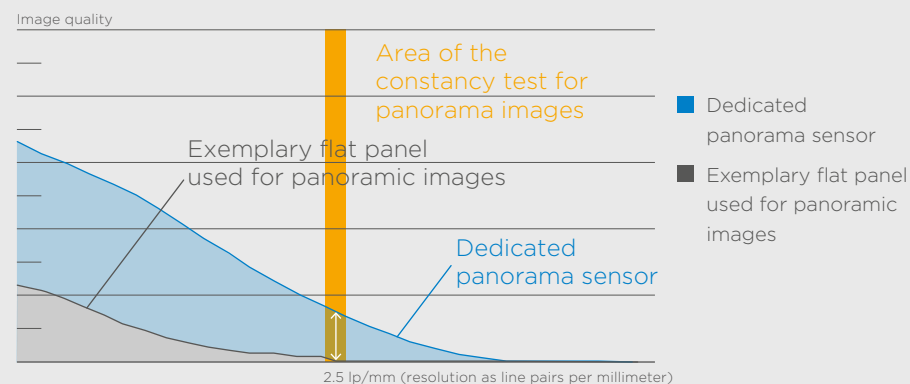 Image quality
Area of the
constancy test for
panorama images
Exemplary flat panel
used for panoramic images
Dedicated
panorama sensor
2.5 lp/mm (resolution as line pairs per millimeter)
Dedicated
panorama sensor
Exemplary flat panel
used for panoramic
images